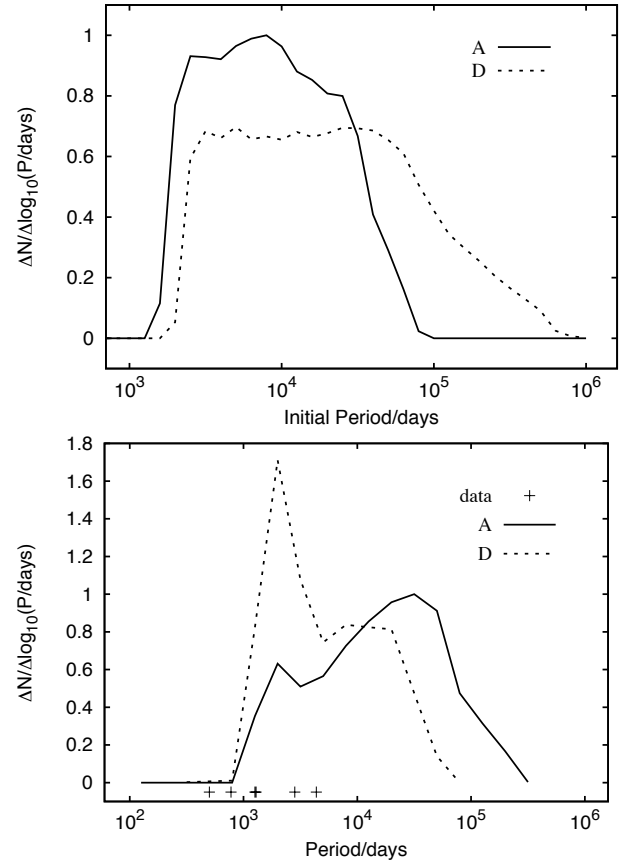 ΔN/Δlog₁₀(P/days)
1
0.8
0.6
0.4
0.2
0
A
D
10³ 10⁴ 10⁵ 10⁶
Initial Period/days
ΔN/Δlog₁₀(P/days)
1.8
1.6
1.4
1.2
1
0.8
0.6
0.4
0.2
0
data
A
D
10² 10³ 10⁴ 10⁵ 10⁶
Period/days